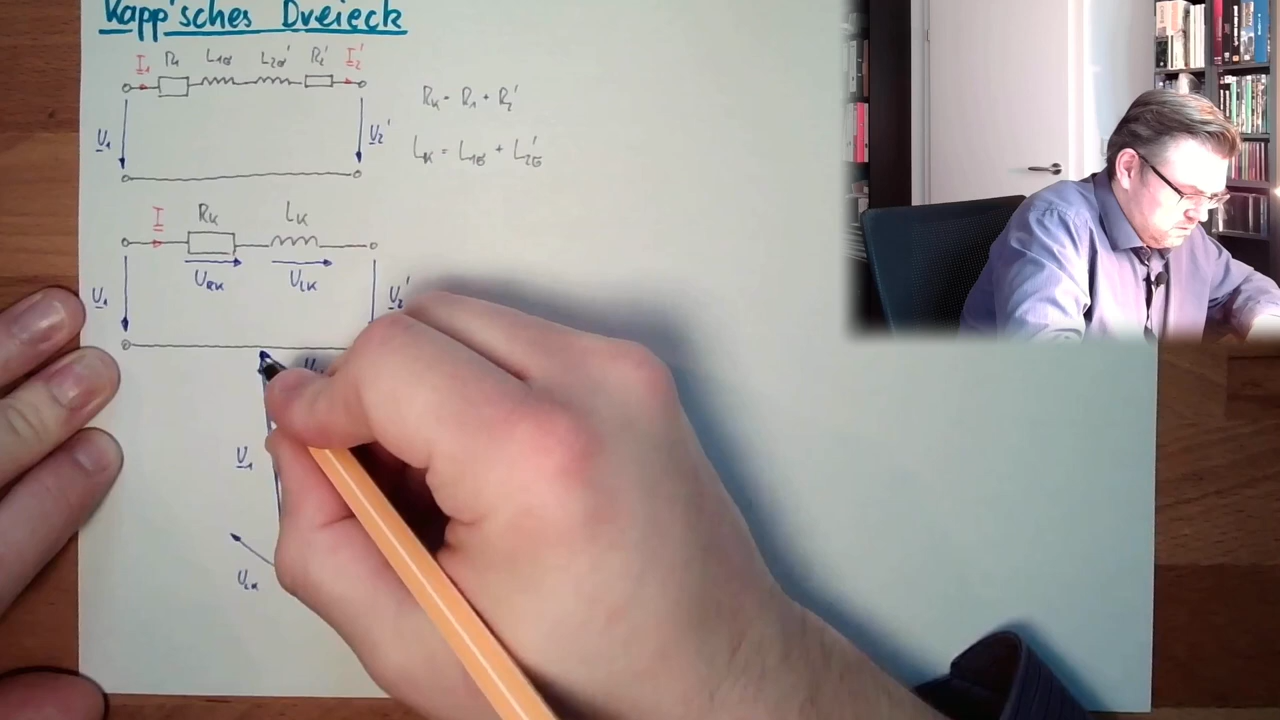 Kapp'sches Dreieck
I1 R1 L1σ L2σ' R2' I2'
U1 U2'
RK = R1 + R2'
LK = L1σ + L2σ'
I RK LK
URK ULK
U1 U2'
U1
ULK